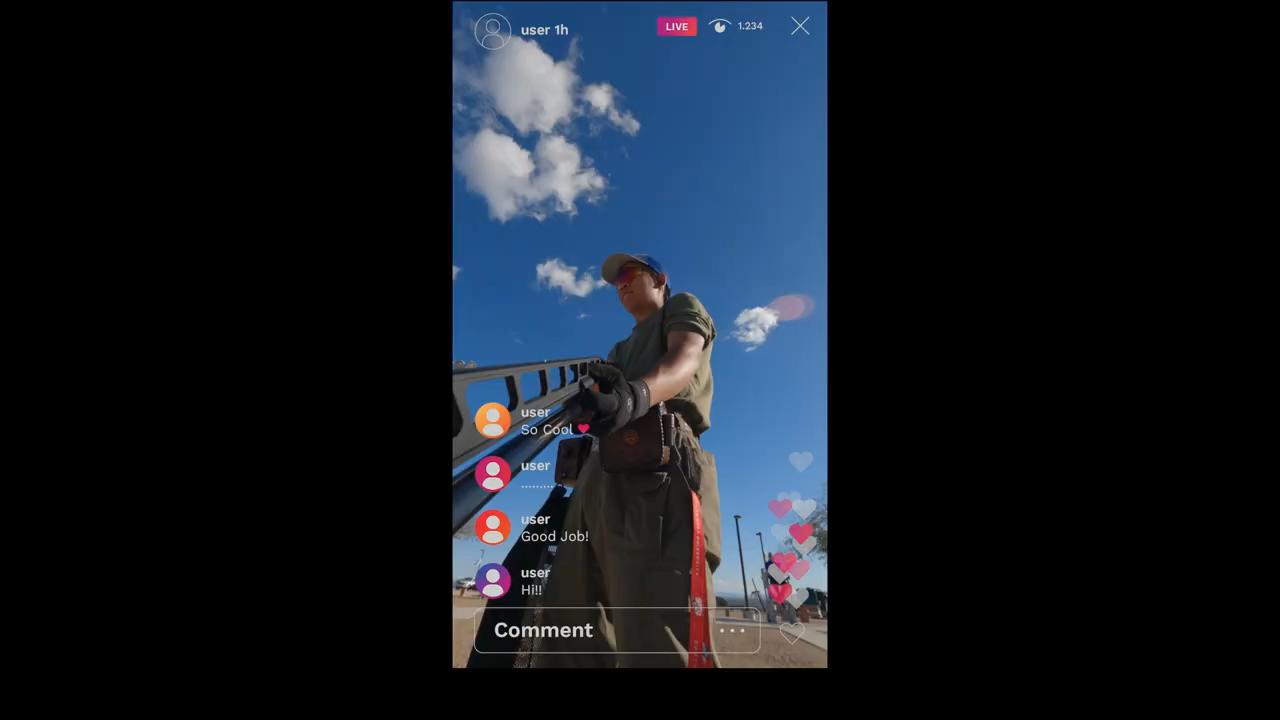 user 1h
LIVE
1.234
user
So Cool
user
.........
user
Good Job!
user
Hi!!
Comment